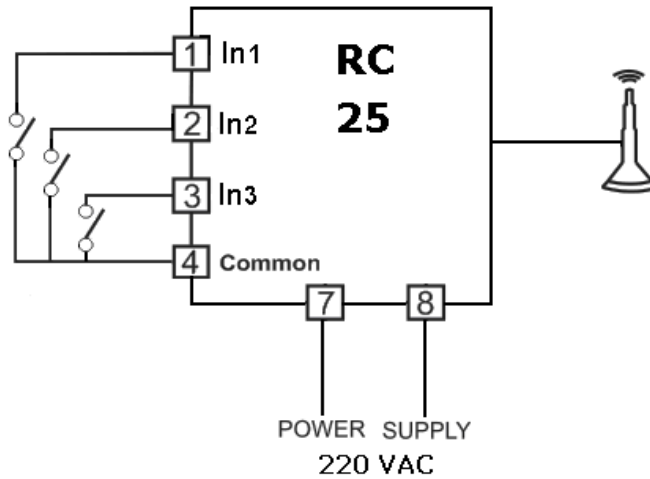 1 In1
RC
25
2 In2
3 In3
4 Common
7 8
POWER SUPPLY
220 VAC